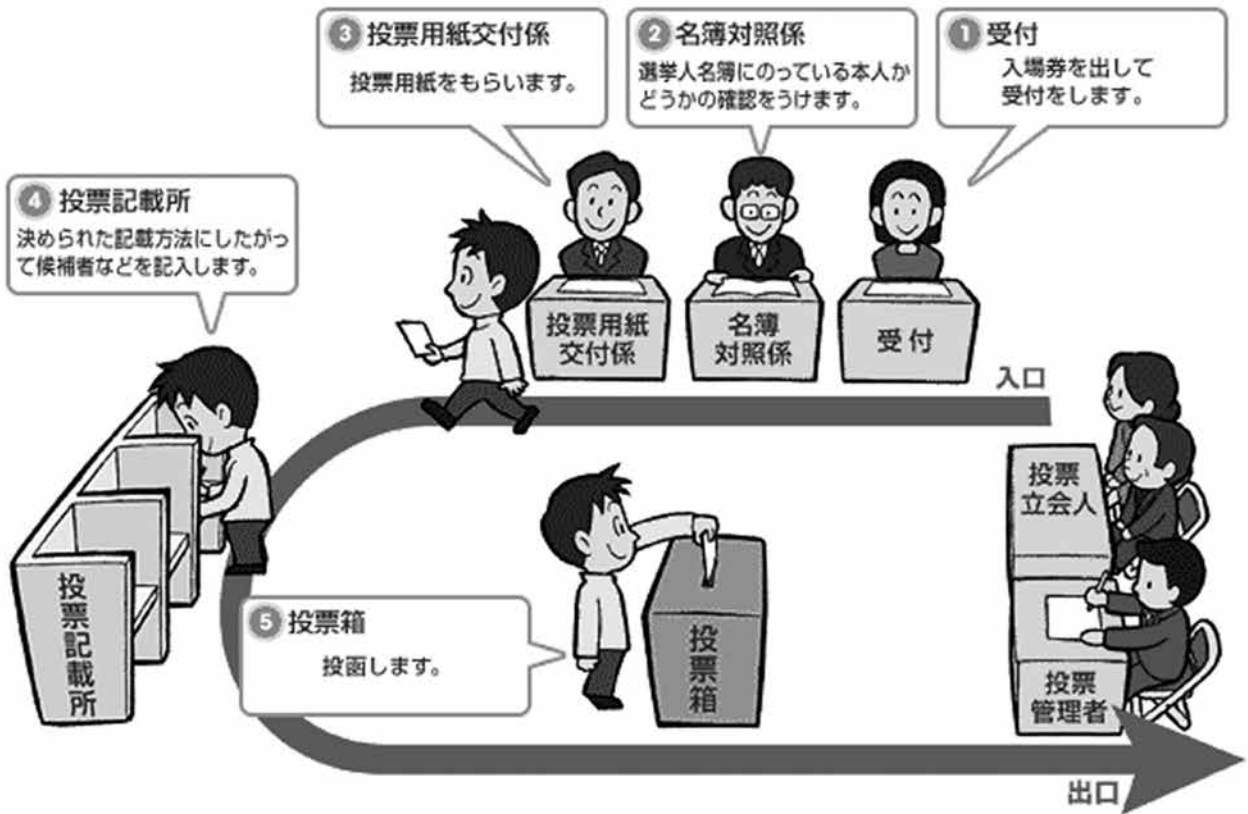 ① 受付
入場券を出して
受付をします。
② 名簿対照係
選挙人名簿にのっている本人か
どうかの確認をうけます。
③ 投票用紙交付係
投票用紙をもらいます。
④ 投票記載所
決められた記載方法にしたがっ
て候補者などを記入します。
投票用紙
交付係
名簿
対照係
受付
入口
投票
立会人
投票記載所
⑤ 投票箱
投函します。
投票箱
投票
管理者
出口